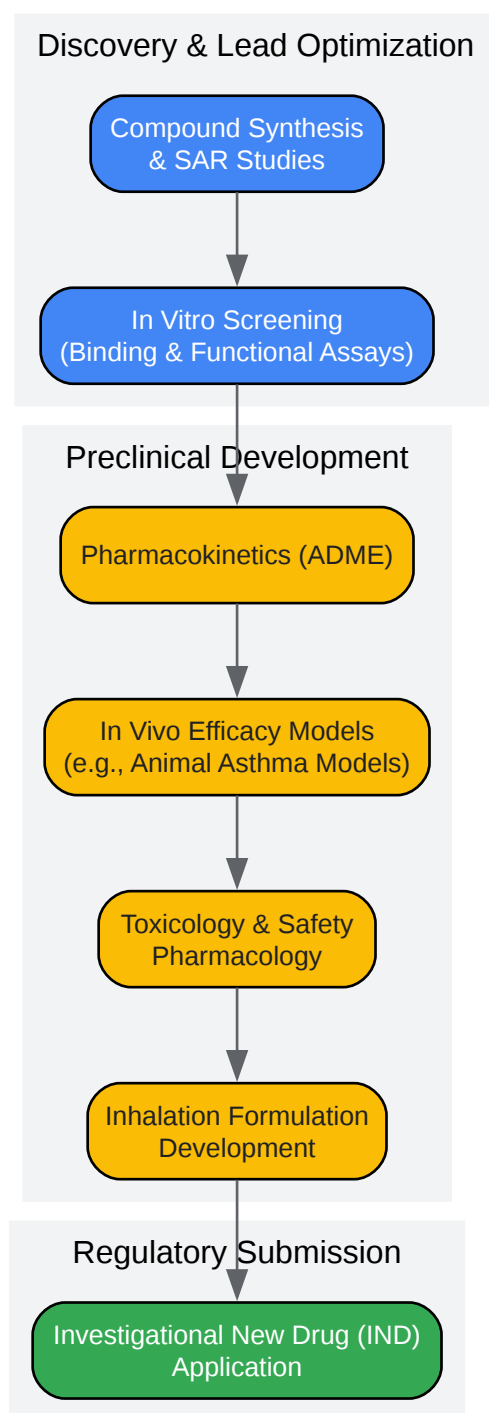 Discovery & Lead Optimization
Compound Synthesis
& SAR Studies
In Vitro Screening
(Binding & Functional Assays)
Preclinical Development
Pharmacokinetics (ADME)
In Vivo Efficacy Models
(e.g., Animal Asthma Models)
Toxicology & Safety
Pharmacology
Inhalation Formulation
Development
Regulatory Submission
Investigational New Drug (IND)
Application